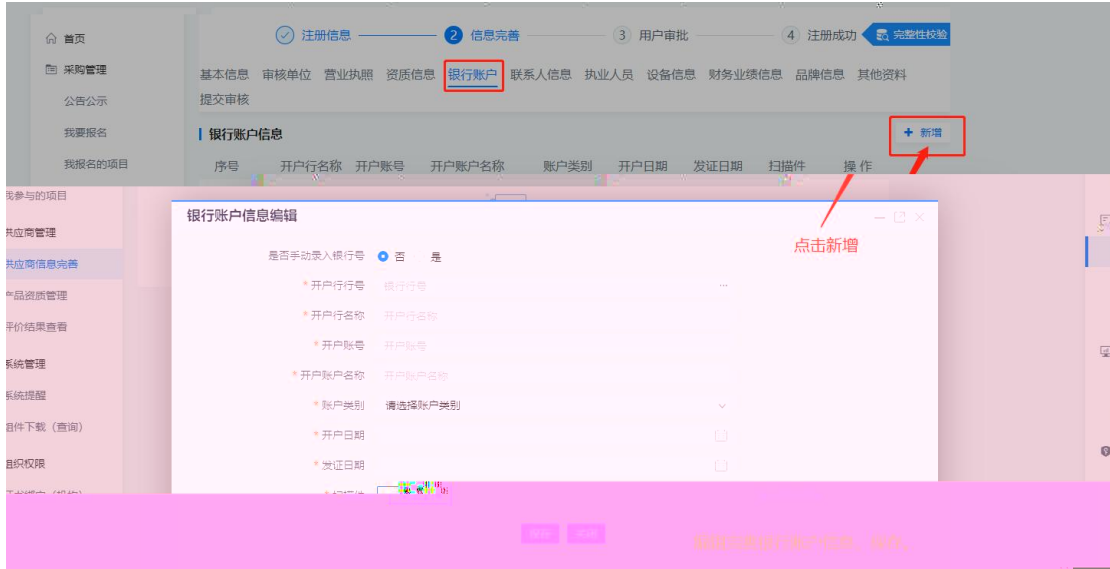 首页
采购管理
公告公示
我要报名
我报名的项目
我参与的项目
供应商管理
供应商信息完善
产品资质管理
评价结果查看
系统管理
系统提醒
组件下载（查询）
组织权限
注册信息 2 信息完善 3 用户审批 4 注册成功 完整性校验
基本信息 审核单位 营业执照 资质信息 银行账户 联系人信息 执业人员 设备信息 财务业绩信息 品牌信息 其他资料
提交审核
银行账户信息
+ 新增
序号 开户行名称 开户账号 开户账户名称 账户类别 开户日期 发证日期 扫描件 操作
点击新增
银行账户信息编辑
是否手动录入银行号 否 是
*开户行行号 银行行号 ...
*开户行名称 开户行名称
*开户账号 开户账号
*开户账户名称 开户账户名称
*账户类别 请选择账户类别
*开户日期
*发证日期